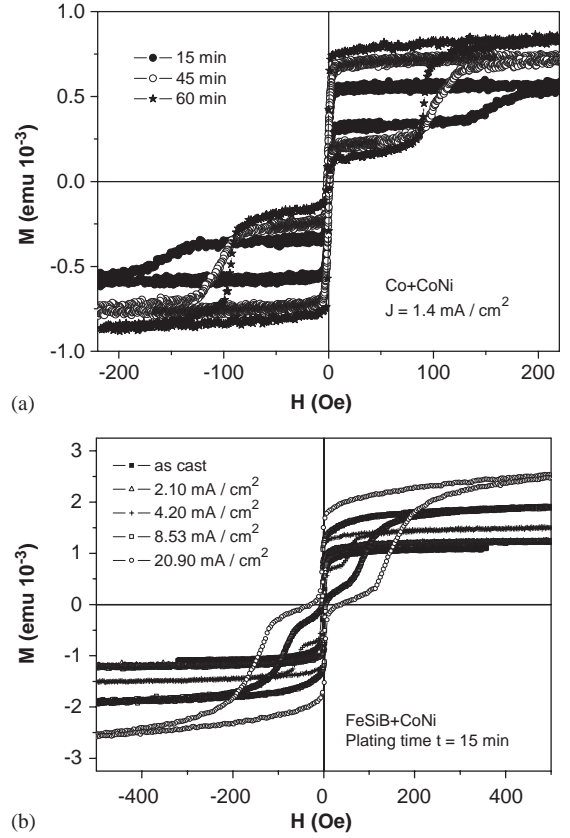 1.0
0.5
0.0
-0.5
-1.0
M (emu 10⁻³)
15 min
45 min
60 min
Co+CoNi
J = 1.4 mA / cm²
-200 -100 0 100 200
H (Oe)
(a)
3
2
1
0
-1
-2
-3
M (emu 10⁻³)
as cast
2.10 mA / cm²
4.20 mA / cm²
8.53 mA / cm²
20.90 mA / cm²
FeSiB+CoNi
Plating time t = 15 min
-400 -200 0 200 400
H (Oe)
(b)